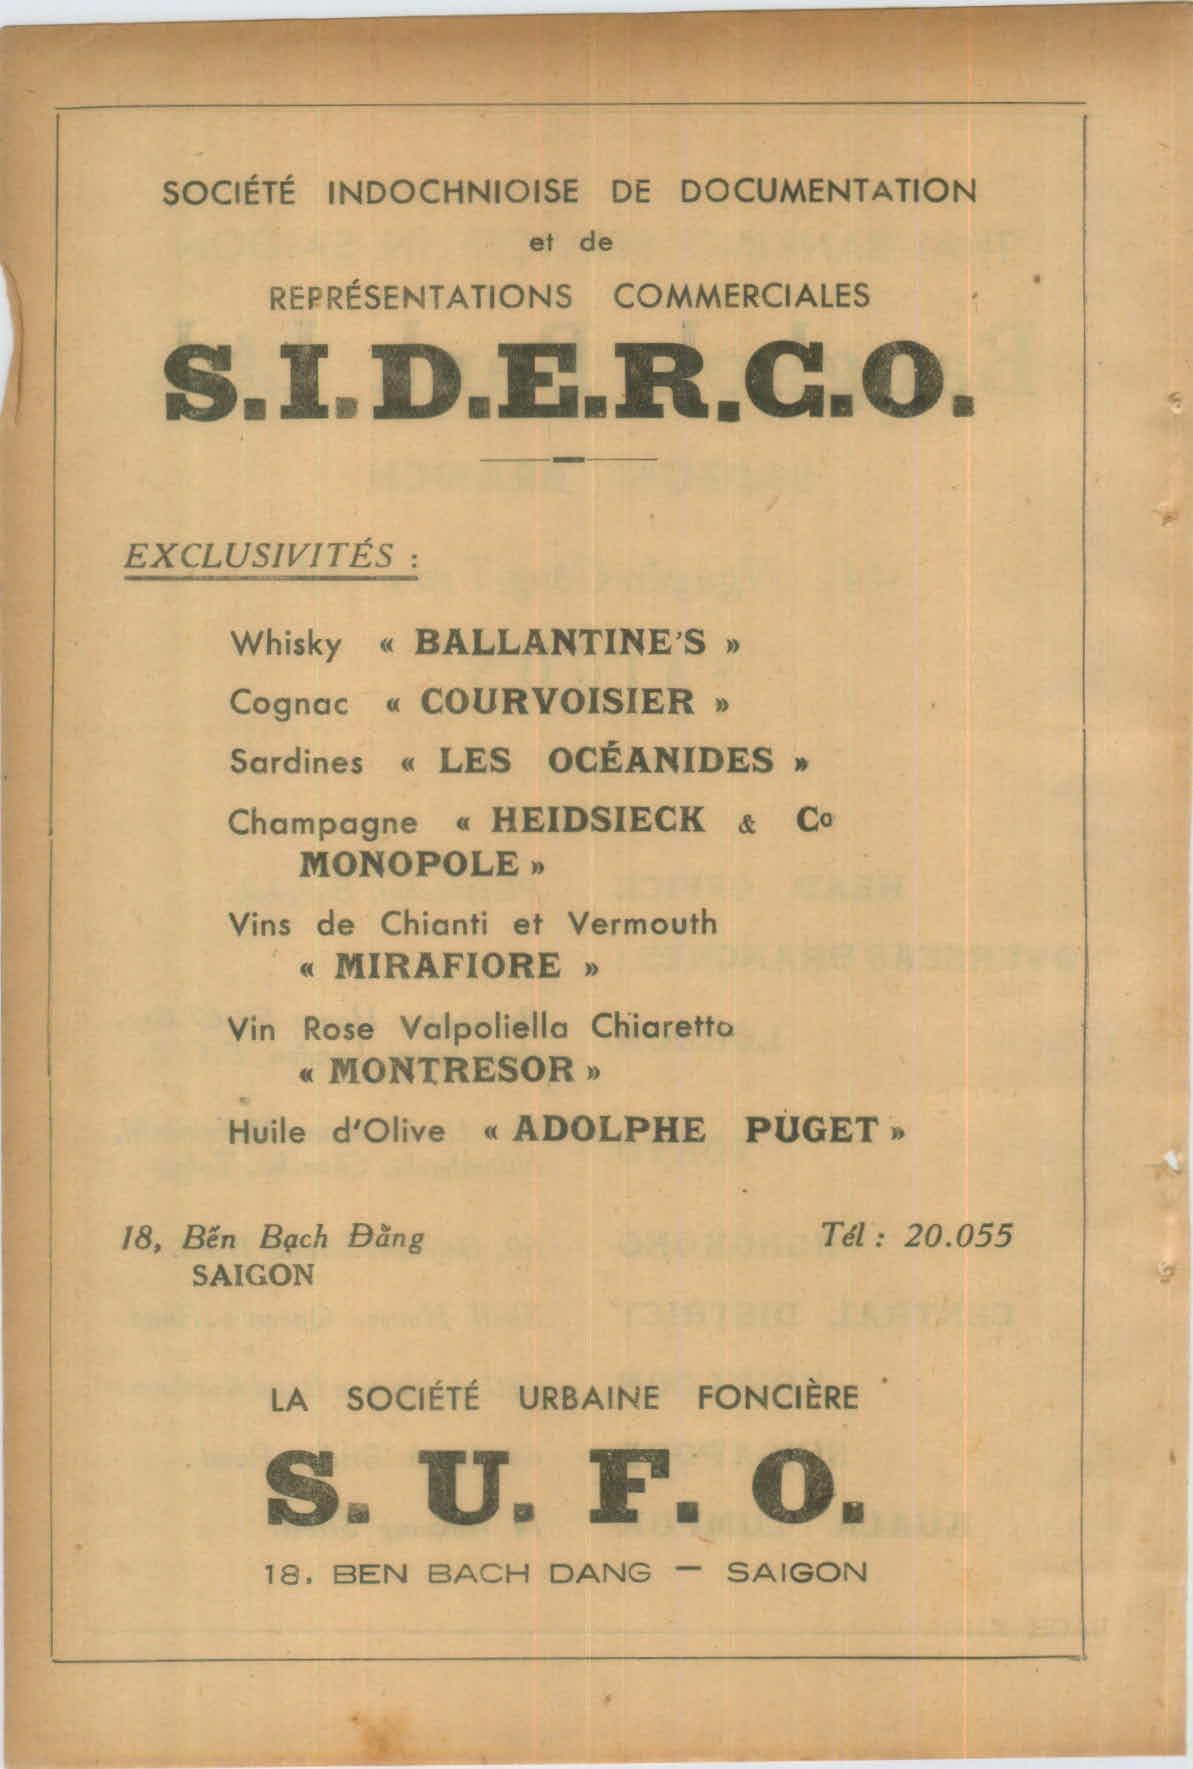 SOCIÉTÉ INDOCHNIOISE DE DOCUMENTATION
et de
REPRÉSENTATIONS COMMERCIALES
S.I.D.E.R.C.O.
EXCLUSIVITÉS :
Whisky « BALLANTINE'S »
Cognac « COURVOISIER »
Sardines « LES OCÉANIDES »
Champagne « HEIDSIECK & Co
MONOPOLE »
Vins de Chianti et Vermouth
« MIRAFIORE »
Vin Rose Valpoliella Chiaretto
« MONTRESOR »
Huile d'Olive « ADOLPHE PUGET »
18, Bến Bạch Đằng
Tél : 20.055
SAIGON
LA SOCIÉTÉ URBAINE FONCIÈRE
S. U. F. O.
18. BEN BACH DANG — SAIGON